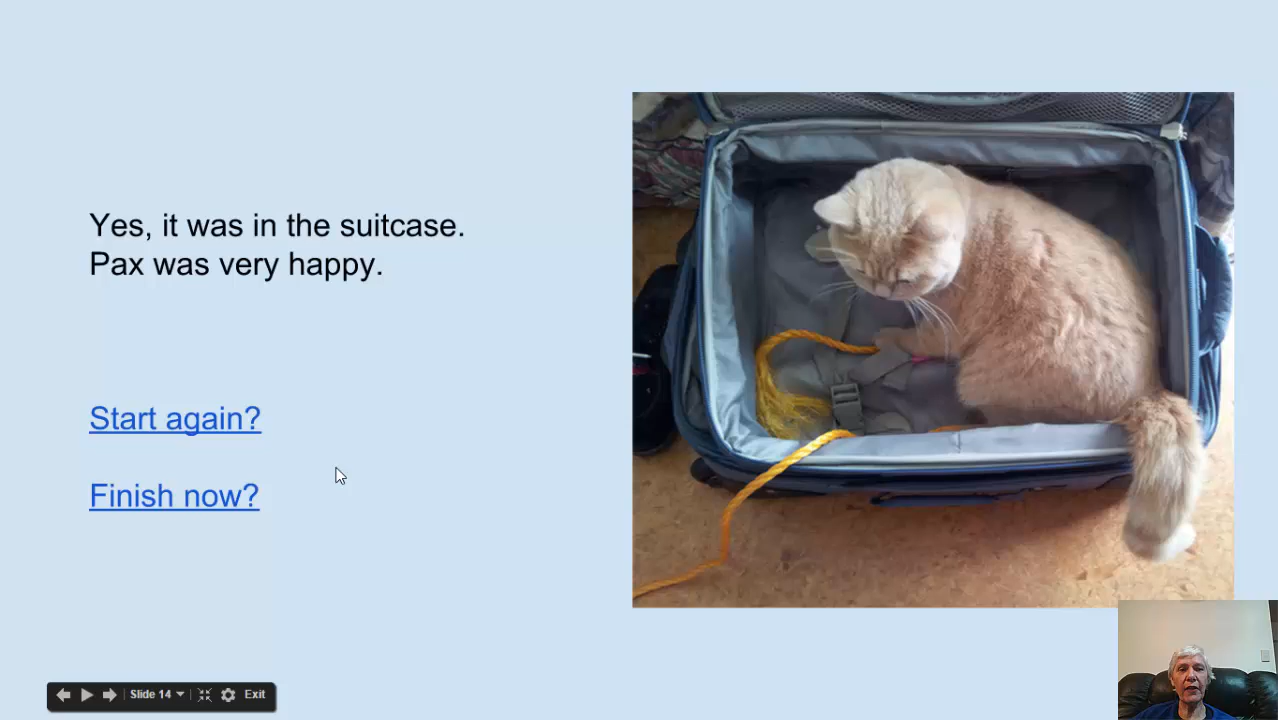 Yes, it was in the suitcase.
Pax was very happy.
Start again?
Finish now?
Slide 14
Exit